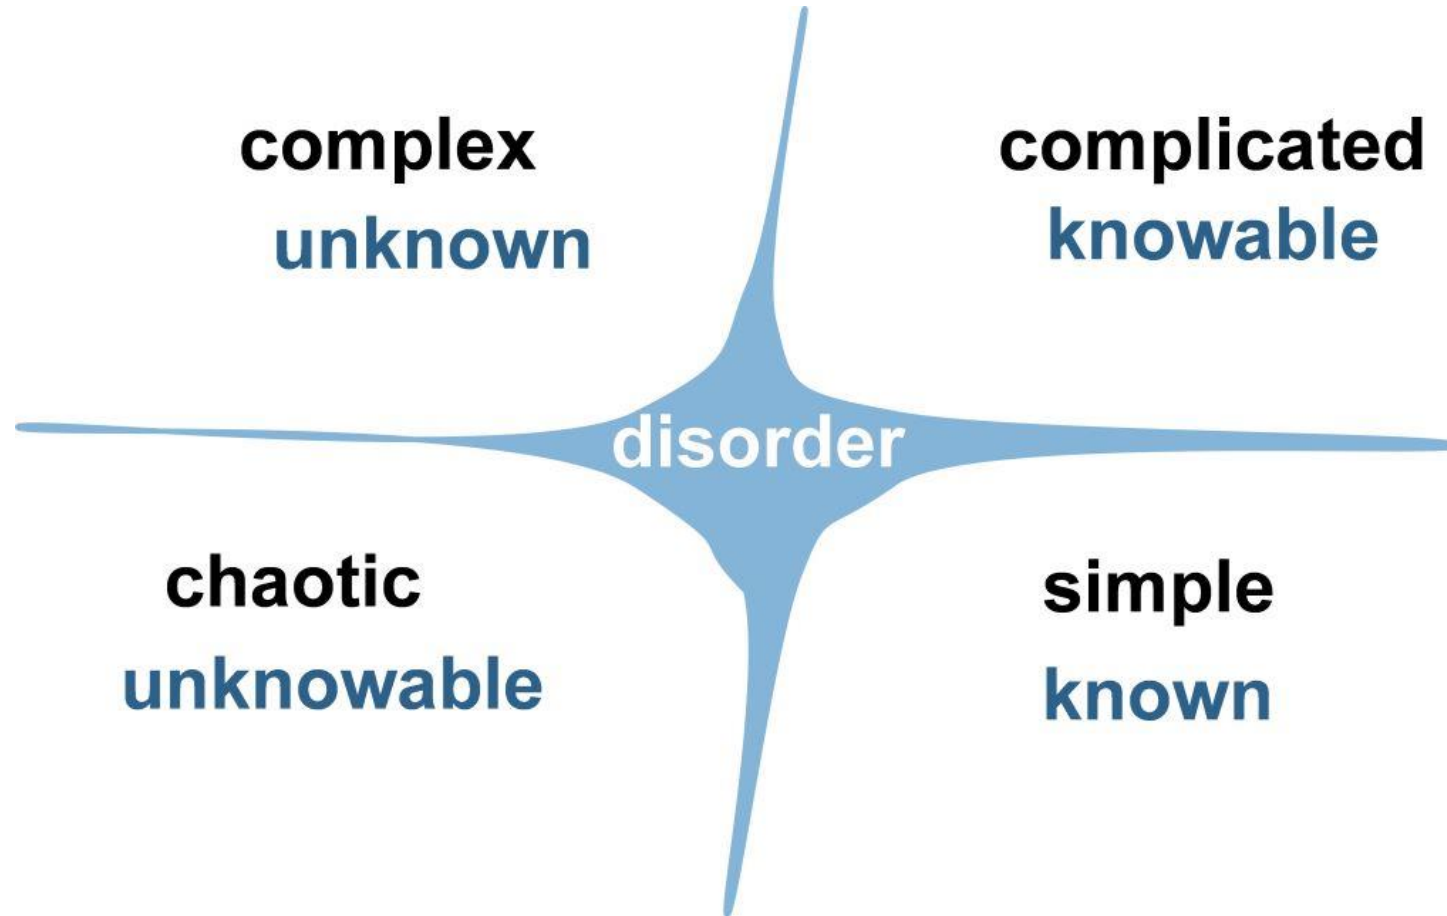 complex
unknown
complicated
knowable
disorder
chaotic
unknowable
simple
known